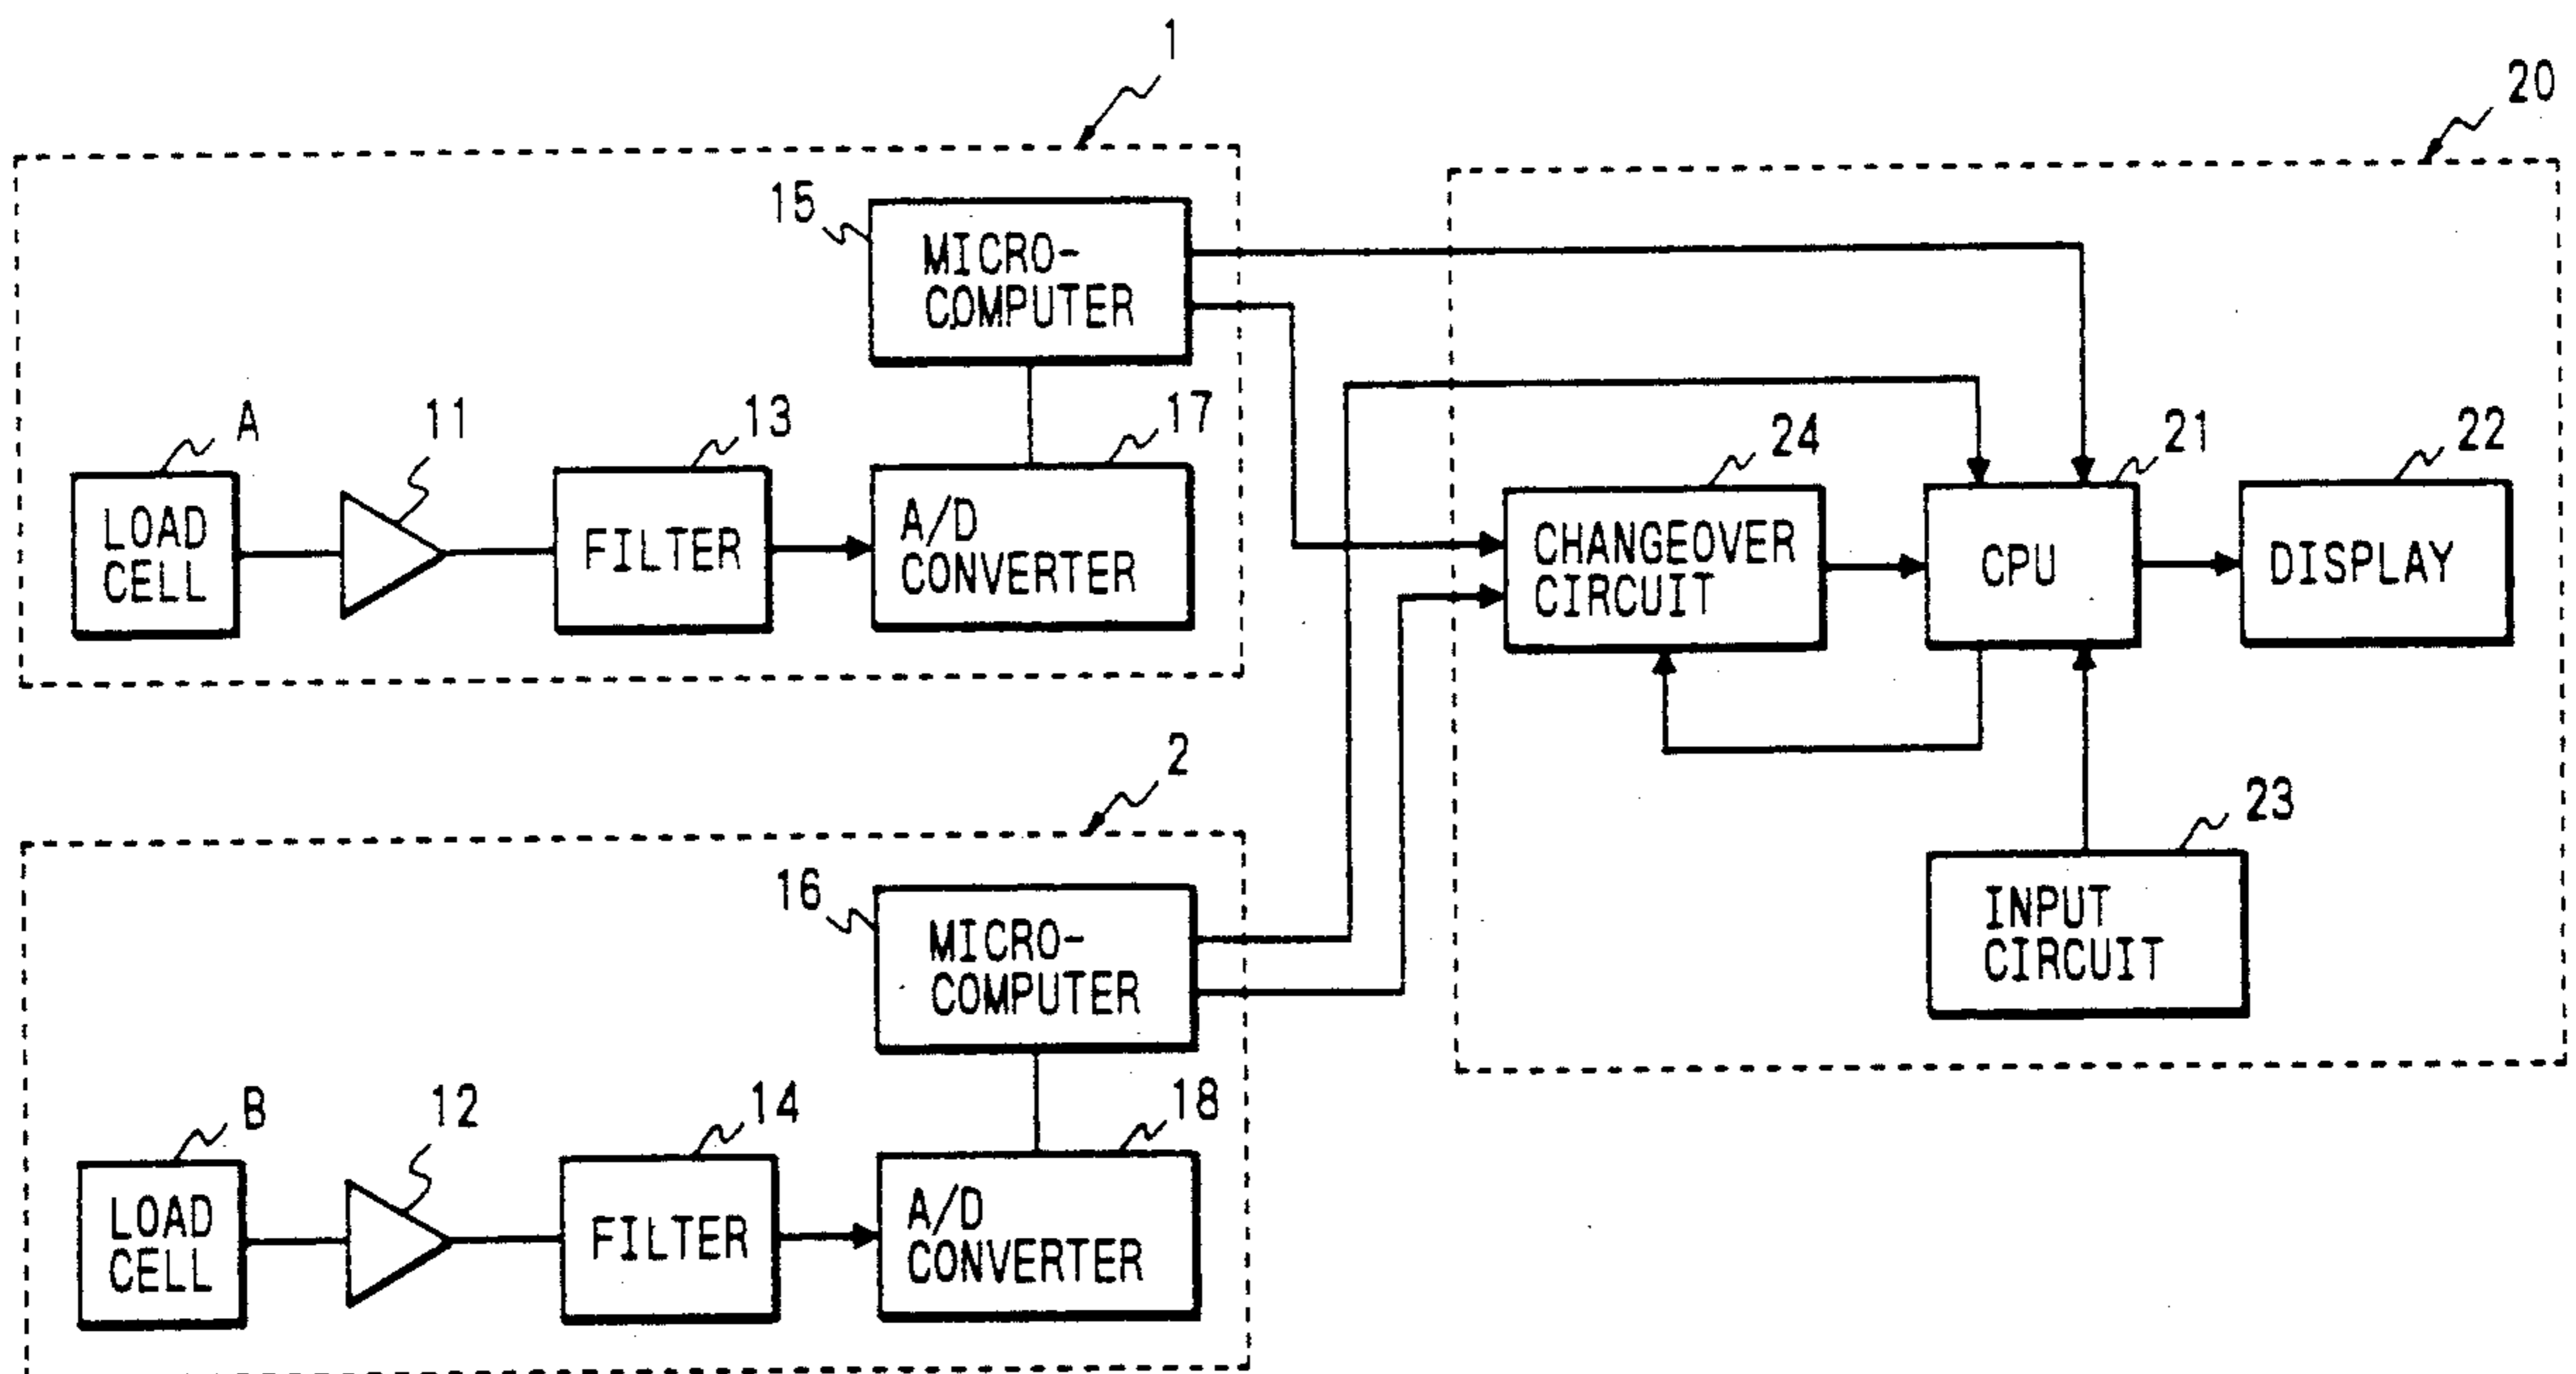 1
20
15
MICRO-
COMPUTER
A
11
13
17
LOAD
CELL
FILTER
A/D
CONVERTER
24
21
22
CHANGEOVER
CIRCUIT
CPU
DISPLAY
2
23
INPUT
CIRCUIT
16
MICRO-
COMPUTER
B
12
14
18
LOAD
CELL
FILTER
A/D
CONVERTER